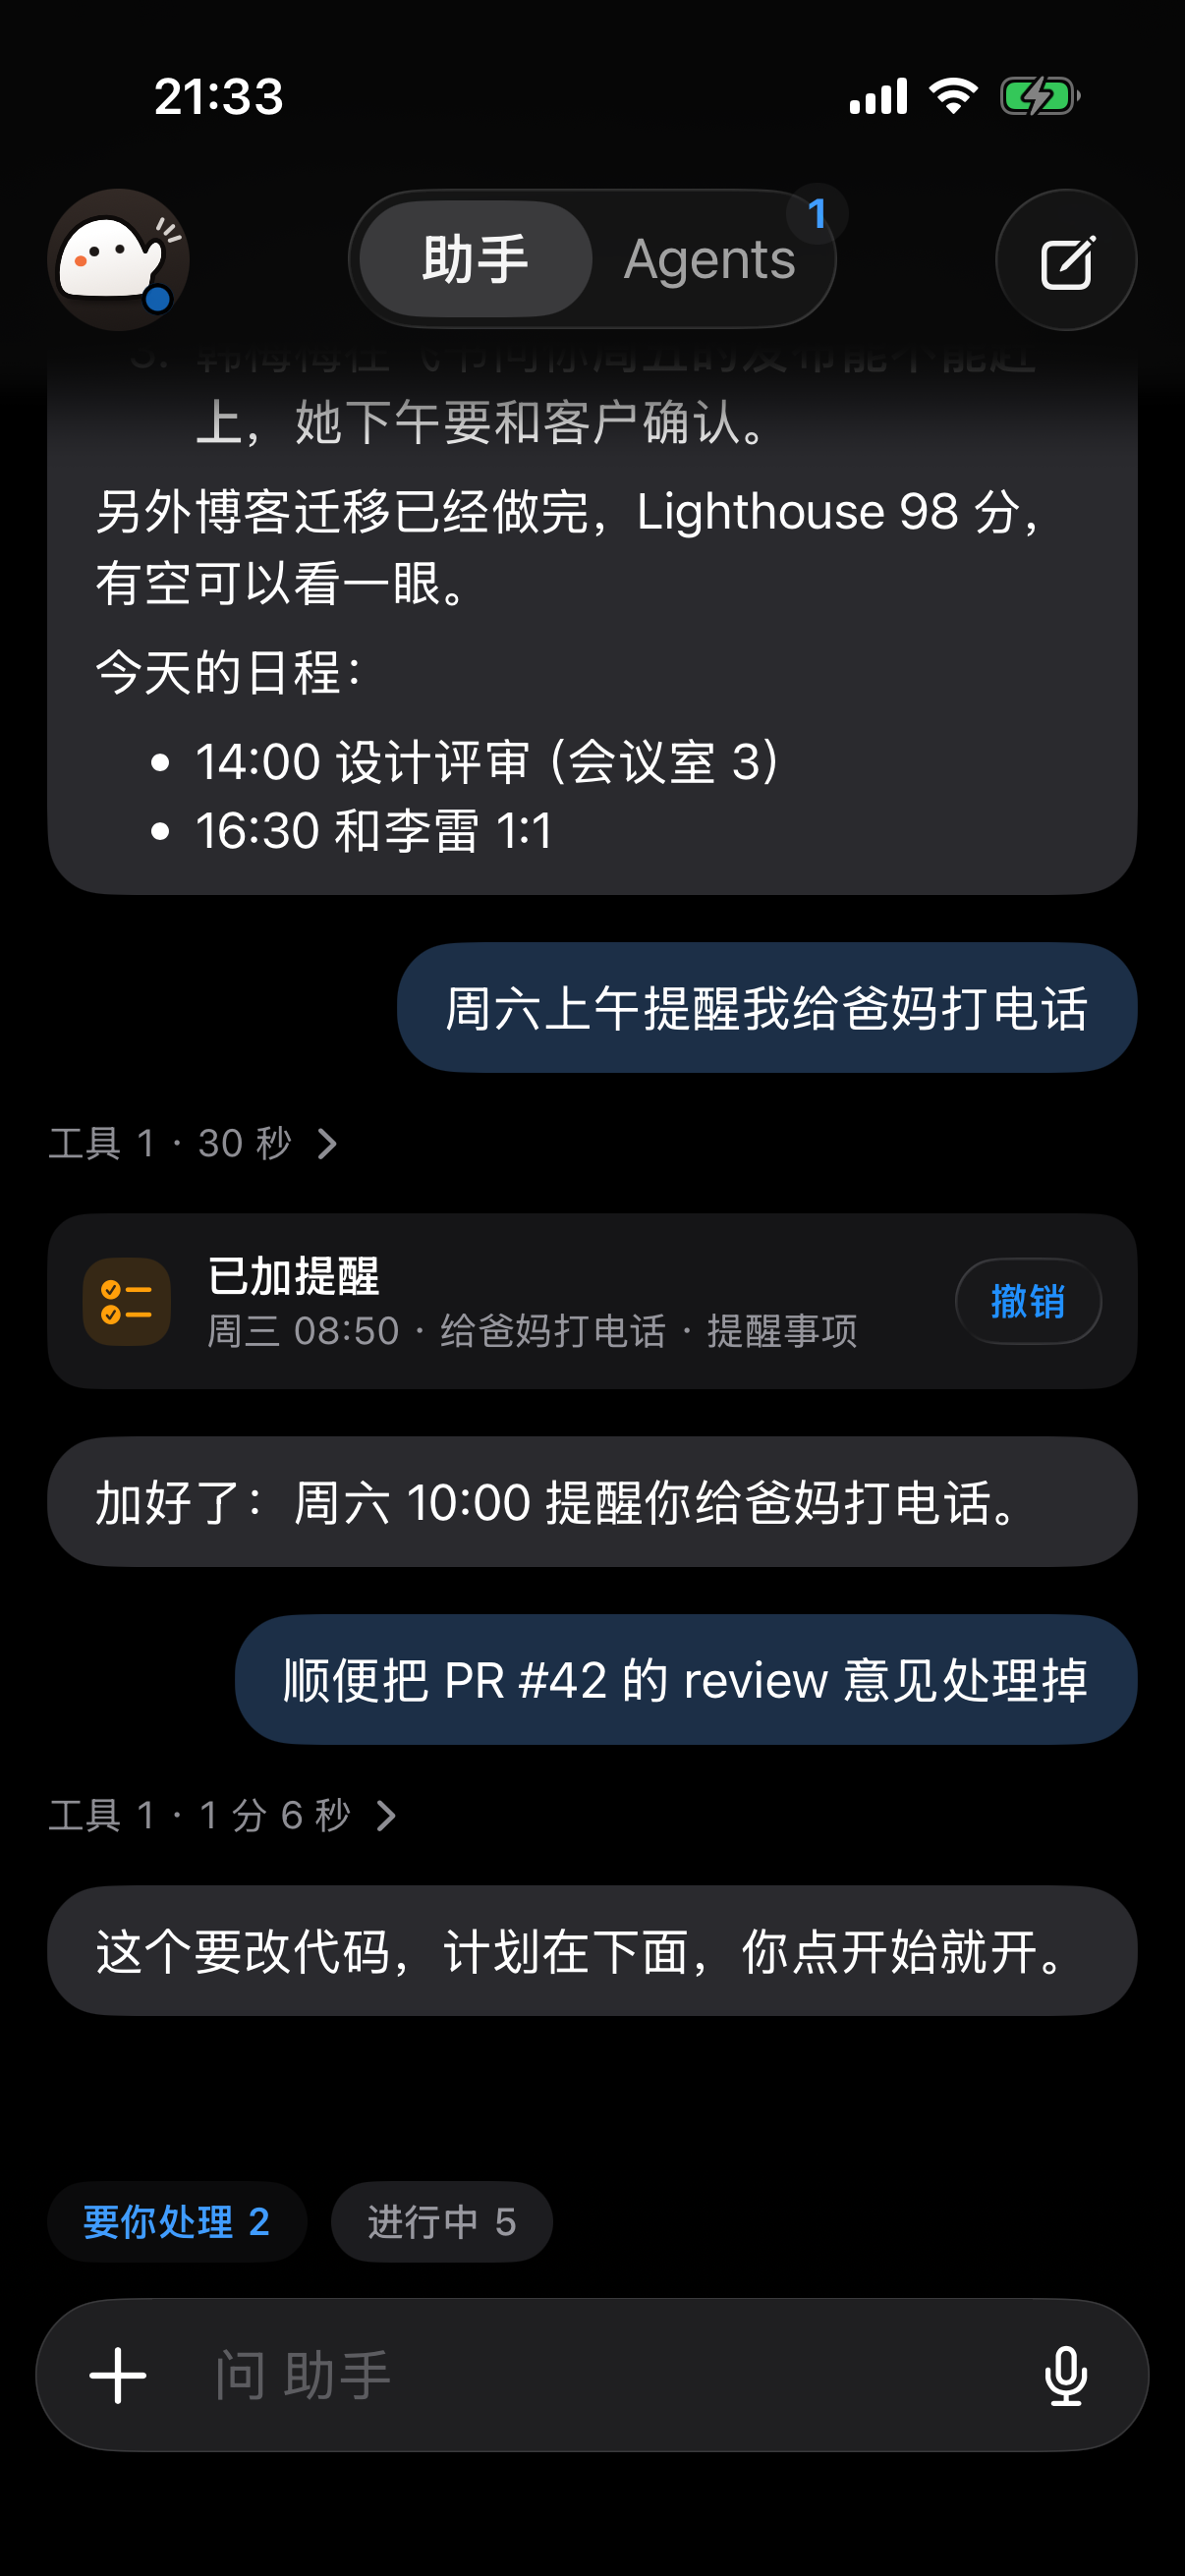 21:33
助手
Agents
1
上，她下午要和客户确认。
另外博客迁移已经做完，Lighthouse 98 分，
有空可以看一眼。
今天的日程：
• 14:00 设计评审（会议室 3）
• 16:30 和李雷 1:1
周六上午提醒我给爸妈打电话
工具 1 · 30 秒
已加提醒
周三 08:50 · 给爸妈打电话 · 提醒事项
撤销
加好了：周六 10:00 提醒你给爸妈打电话。
顺便把 PR #42 的 review 意见处理掉
工具 1 · 1 分 6 秒
这个要改代码，计划在下面，你点开始就开。
要你处理 2
进行中 5
问 助手